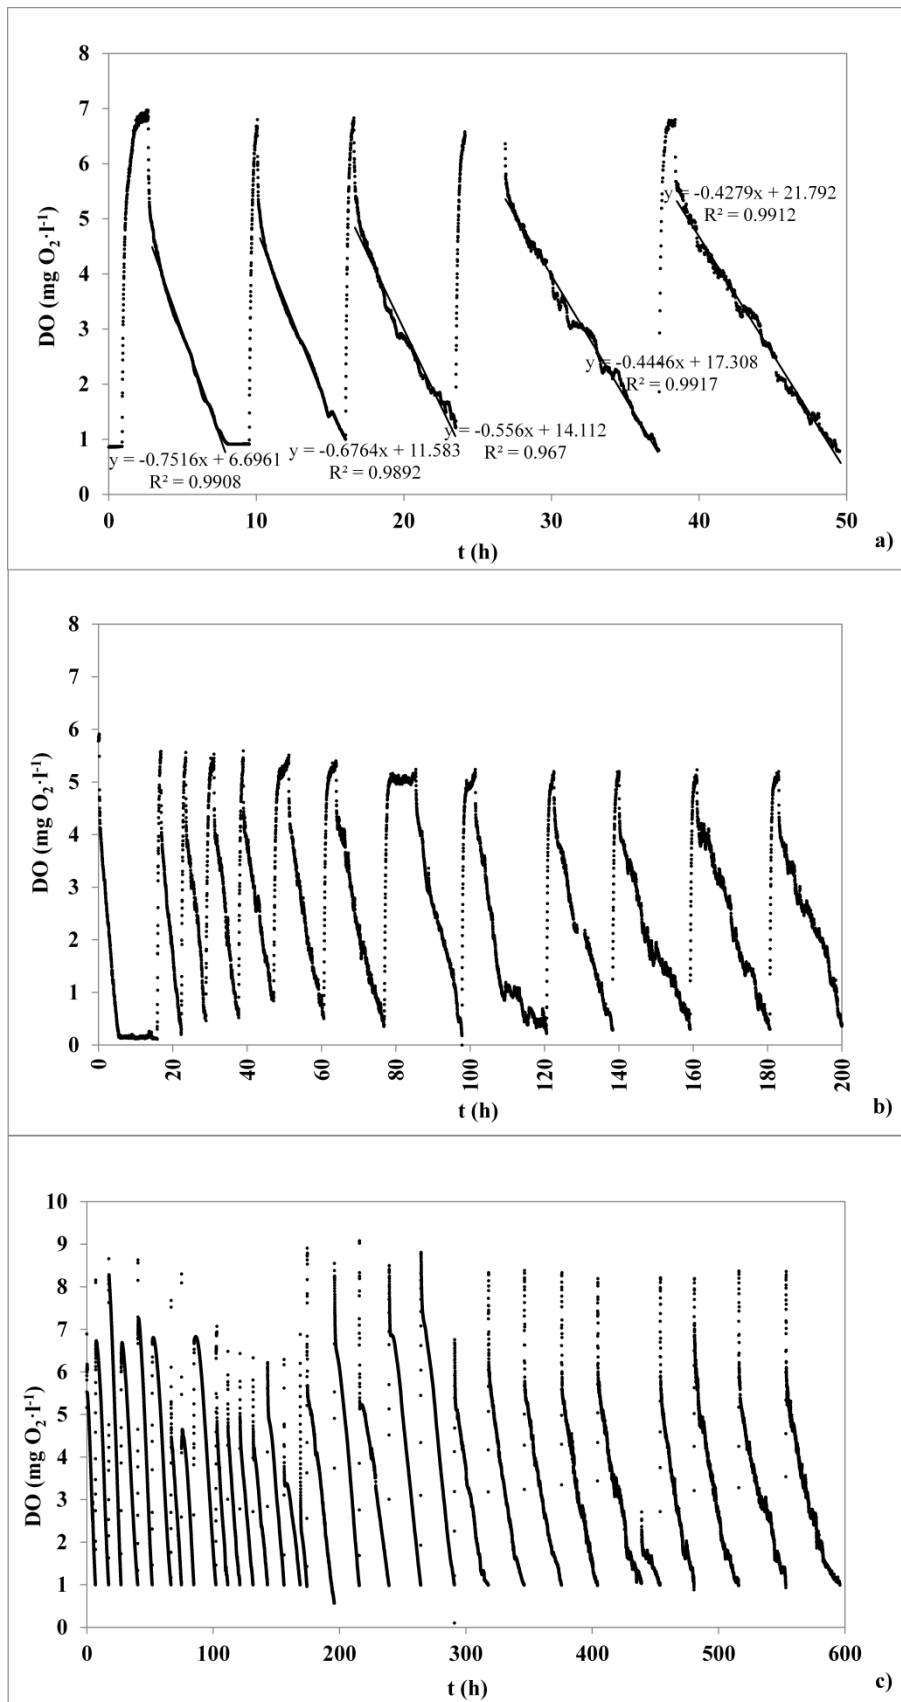 8
7
6
5
4
3
2
1
0
DO (mg O₂·l⁻¹)
y = -0.4279x + 21.792
R² = 0.9912
y = -0.4446x + 17.308
R² = 0.9917
y = -0.556x + 14.112
R² = 0.967
y = -0.6764x + 11.583
R² = 0.9892
y = -0.7516x + 6.6961
R² = 0.9908
0 10 20 30 40 50
t (h)
a)
8
7
6
5
4
3
2
1
0
DO (mg O₂·l⁻¹)
0 20 40 60 80 100 120 140 160 180 200
t (h)
b)
10
9
8
7
6
5
4
3
2
1
0
DO (mg O₂·l⁻¹)
0 100 200 300 400 500 600
t (h)
c)